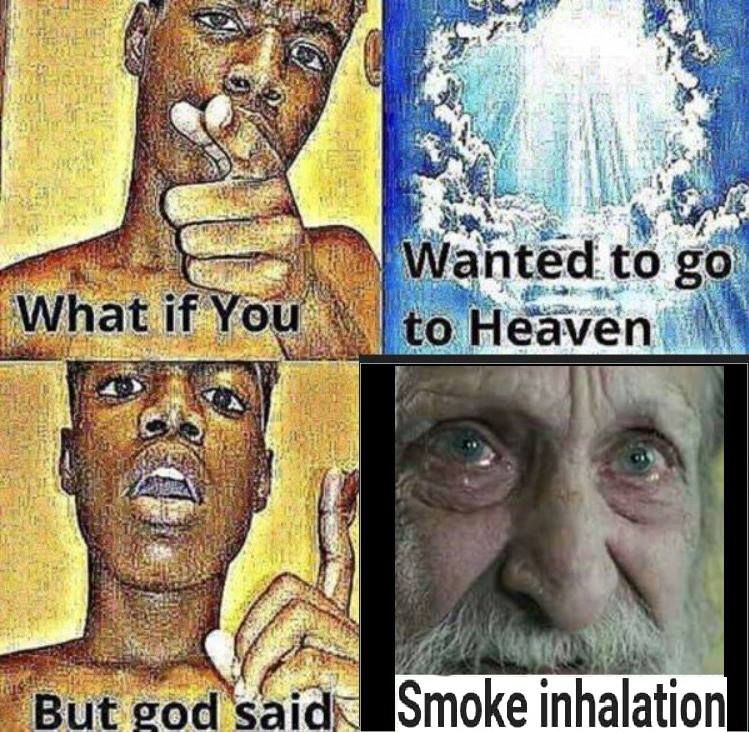 What if You
Wanted to go
to Heaven
But god said
Smoke inhalation